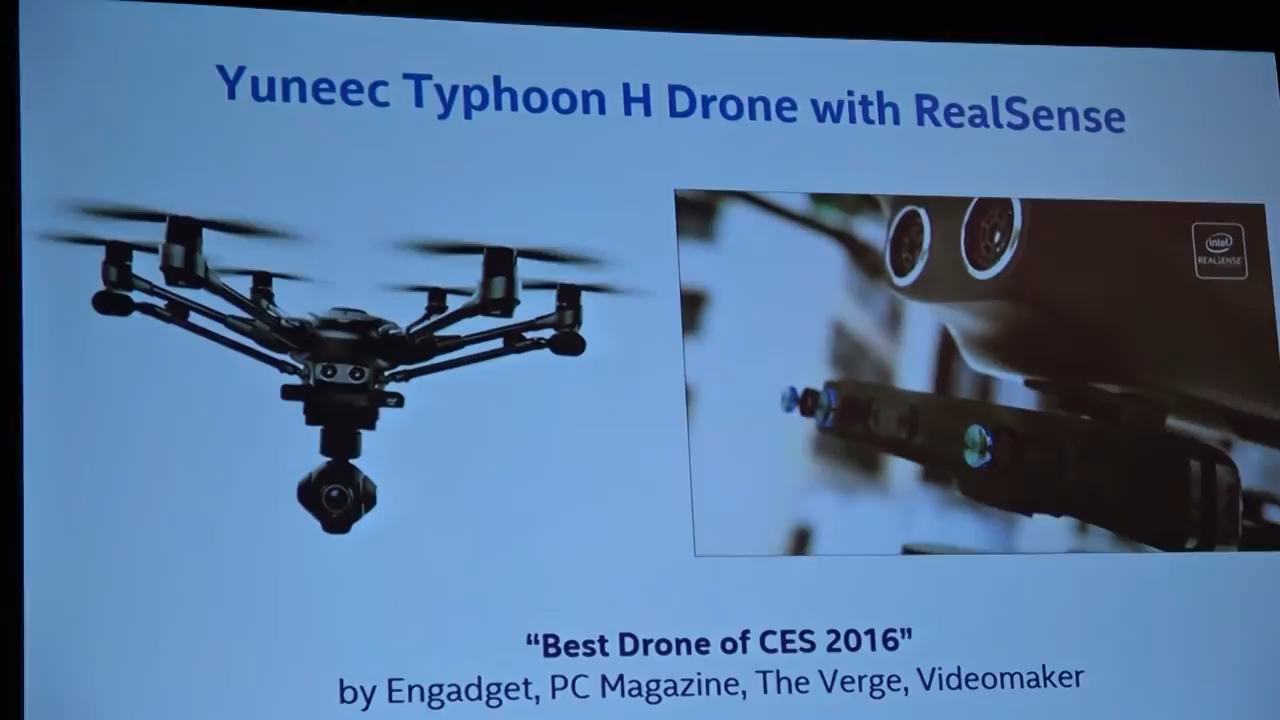 Yuneec Typhoon H Drone with RealSense
intel
REALSENSE
“Best Drone of CES 2016”
by Engadget, PC Magazine, The Verge, Videomaker